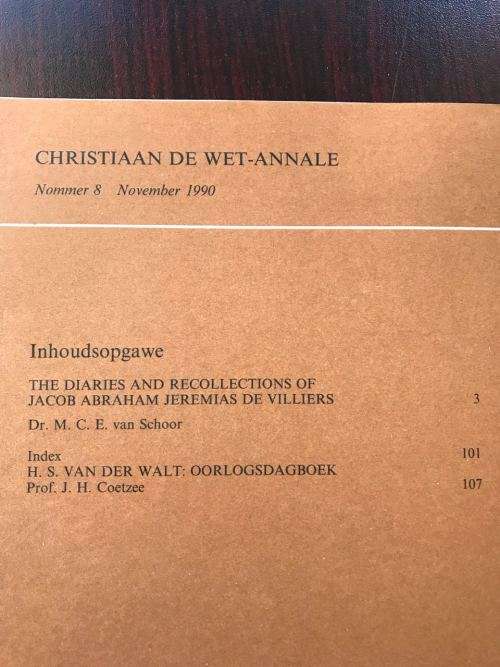 CHRISTIAAN DE WET-ANNALE
Nommer 8 November 1990
Inhoudsopgawe
THE DIARIES AND RECOLLECTIONS OF
JACOB ABRAHAM JEREMIAS DE VILLIERS 3
Dr. M. C. E. van Schoor
Index 101
H. S. VAN DER WALT: OORLOGSDAGBOEK
Prof. J. H. Coetzee 107